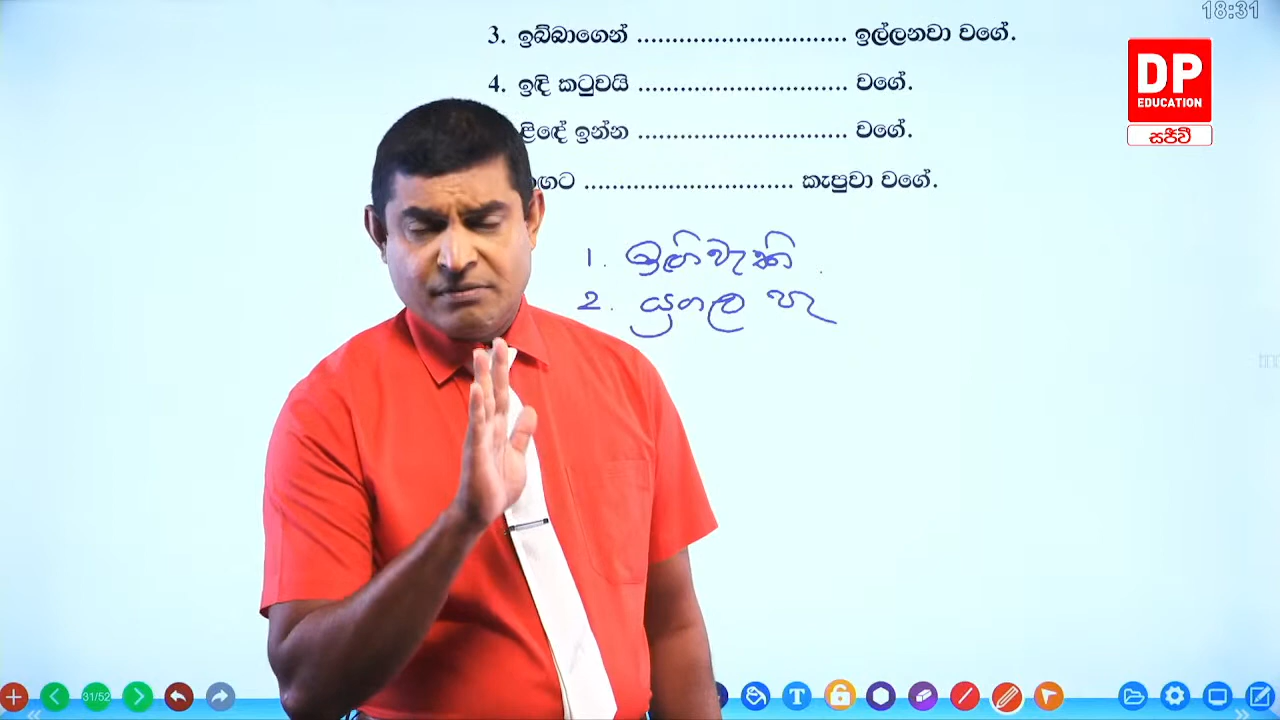 18:31
3. ඉබ්බාගෙන් .............................. ඉල්ලනවා වගේ.
DP
EDUCATION
සජීවී
4. ඉඳි කටුවයි .............................. වගේ.
ළිඳේ ඉන්න .............................. වගේ.
ඟට .............................. කැපුවා වගේ.
1. ඉඟිවැකි
2. යුගල පැ
31/52